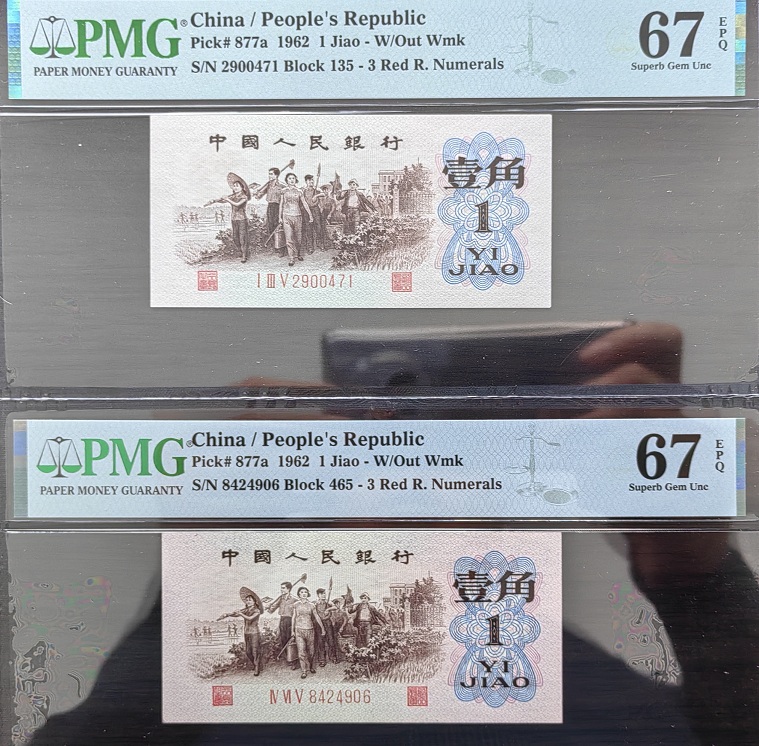 PMG®
PAPER MONEY GUARANTY
China / People's Republic
Pick# 877a 1962 1 Jiao - W/Out Wmk
S/N 2900471 Block 135 - 3 Red R. Numerals
67 EPQ
Superb Gem Unc
中國人民銀行
壹角
1
YI
JIAO
I III V 2900471
PMG®
PAPER MONEY GUARANTY
China / People's Republic
Pick# 877a 1962 1 Jiao - W/Out Wmk
S/N 8424906 Block 465 - 3 Red R. Numerals
67 EPQ
Superb Gem Unc
中國人民銀行
壹角
1
YI
JIAO
IV VI V 8424906